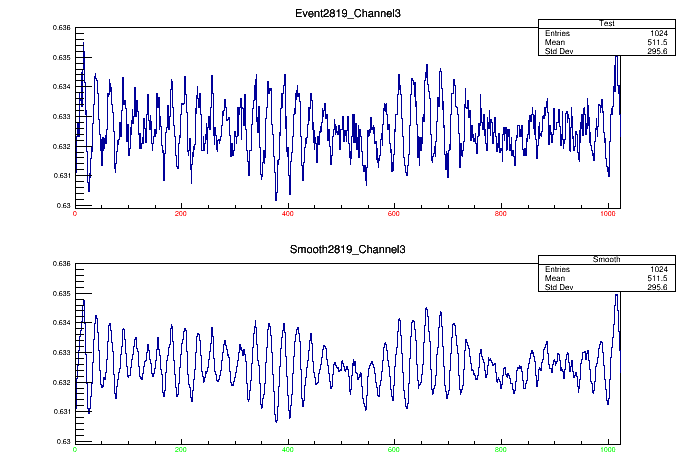 Event2819_Channel3
Test
Entries 1024
Mean 511.5
Std Dev 295.6
0.636
0.635
0.634
0.633
0.632
0.631
0.63
0 200 400 600 800 1000
Smooth2819_Channel3
Smooth
Entries 1024
Mean 511.5
Std Dev 295.6
0.636
0.635
0.634
0.633
0.632
0.631
0.63
0 200 400 600 800 1000